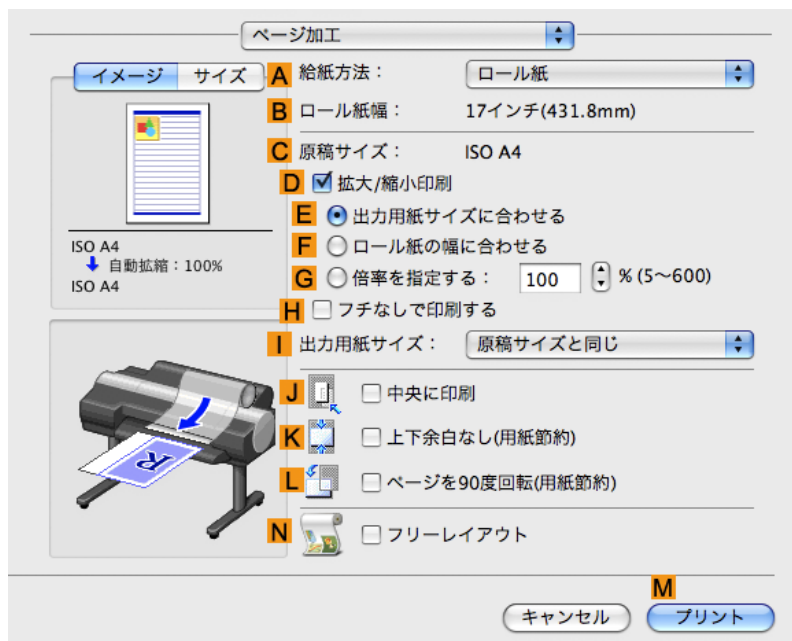 ページ加工
イメージ サイズ
A 給紙方法： ロール紙
B ロール紙幅： 17インチ(431.8mm)
C 原稿サイズ： ISO A4
D 拡大/縮小印刷
E 出力用紙サイズに合わせる
F ロール紙の幅に合わせる
G 倍率を指定する： 100 % (5〜600)
ISO A4
自動拡縮：100%
ISO A4
H フチなしで印刷する
I 出力用紙サイズ： 原稿サイズと同じ
J 中央に印刷
K 上下余白なし(用紙節約)
L ページを90度回転(用紙節約)
R
N フリーレイアウト
M
キャンセル プリント